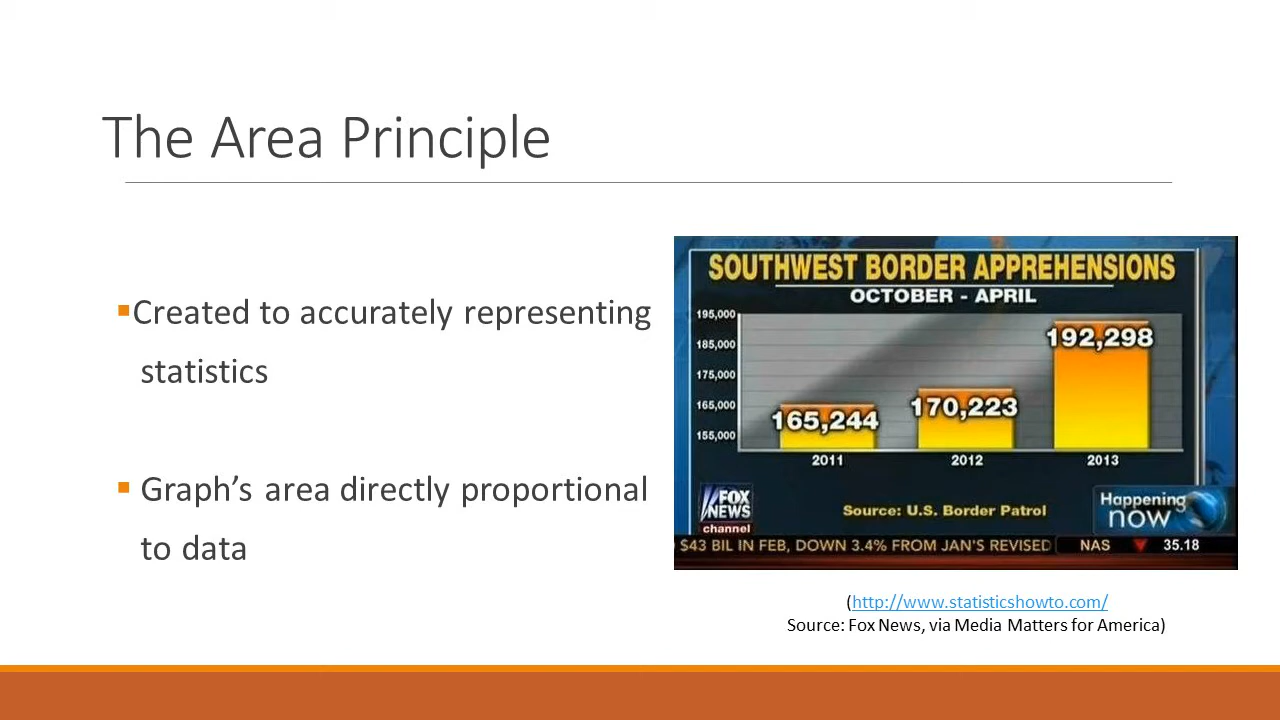 The Area Principle
Created to accurately representing
statistics
Graph’s area directly proportional
to data
SOUTHWEST BORDER APPREHENSIONS
OCTOBER - APRIL
195,000
185,000
175,000
165,000
155,000
165,244
170,223
192,298
2011
2012
2013
FOX
NEWS
channel
Source: U.S. Border Patrol
Happening
now
$43 BIL IN FEB, DOWN 3.4% FROM JAN'S REVISED
NAS 35.18
(http://www.statisticshowto.com/
Source: Fox News, via Media Matters for America)